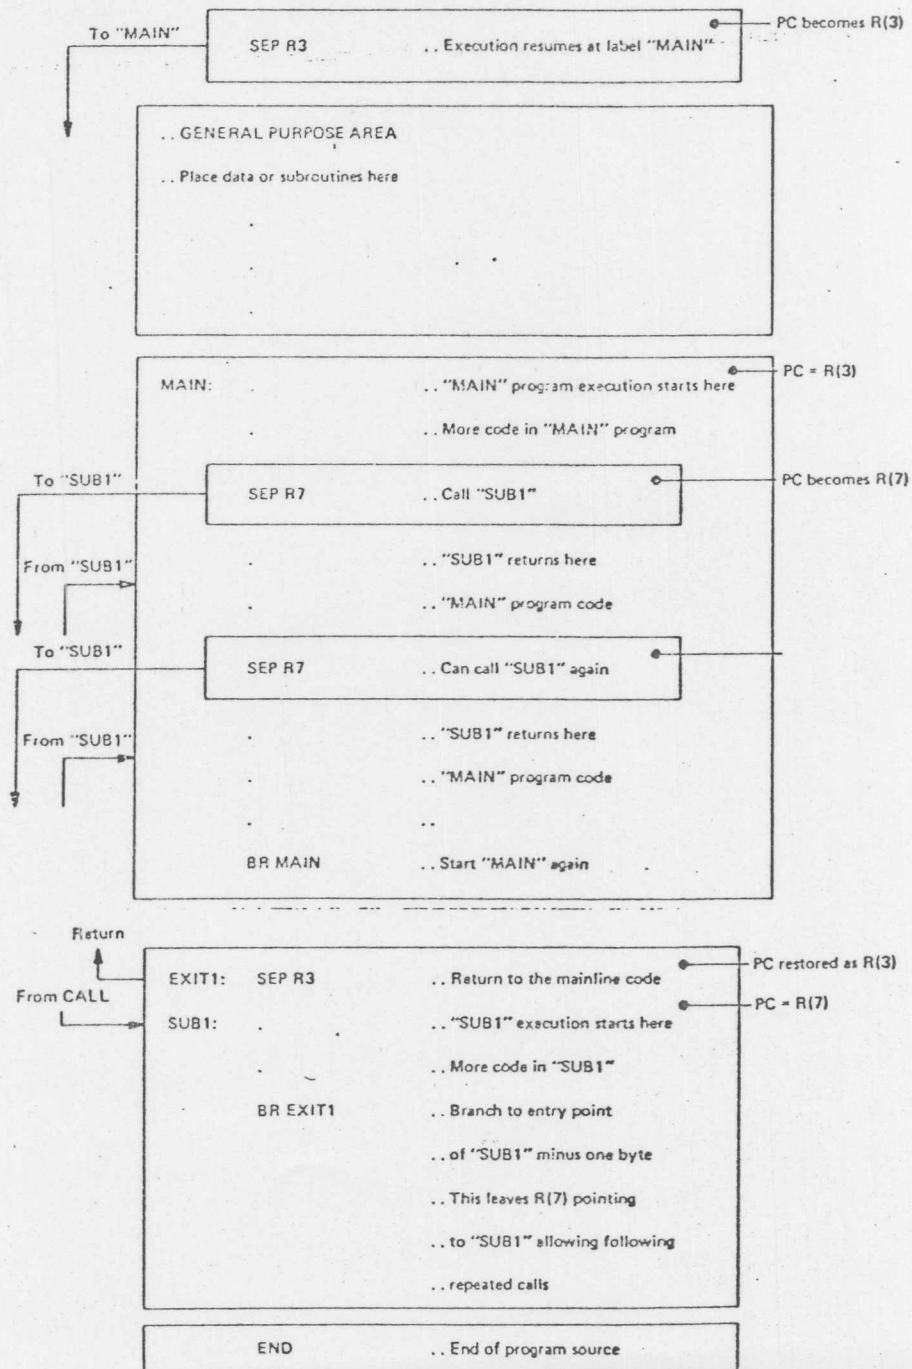 To "MAIN"
SEP R3 .. Execution resumes at label "MAIN"
PC becomes R(3)
.. GENERAL PURPOSE AREA
.. Place data or subroutines here
.
.
.
MAIN: . .. "MAIN" program execution starts here
PC = R(3)
. .. More code in "MAIN" program
To "SUB1"
SEP R7 .. Call "SUB1"
PC becomes R(7)
. .. "SUB1" returns here
From "SUB1"
. .. "MAIN" program code
To "SUB1"
SEP R7 .. Can call "SUB1" again
. .. "SUB1" returns here
From "SUB1"
. .. "MAIN" program code
. ..
BR MAIN .. Start "MAIN" again
Return
EXIT1: SEP R3 .. Return to the mainline code
PC restored as R(3)
From CALL
PC = R(7)
SUB1: . .. "SUB1" execution starts here
. .. More code in "SUB1"
BR EXIT1 .. Branch to entry point
.. of "SUB1" minus one byte
.. This leaves R(7) pointing
.. to "SUB1" allowing following
.. repeated calls
END .. End of program source